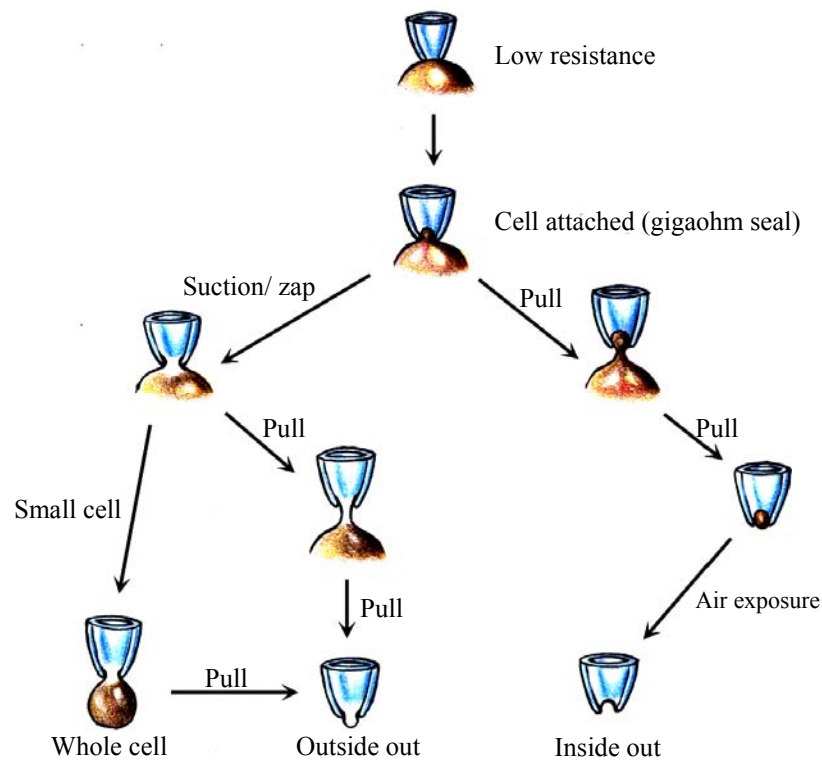 Low resistance
Cell attached (gigaohm seal)
Suction/ zap
Pull
Pull
Pull
Small cell
Air exposure
Pull
Pull
Whole cell
Outside out
Inside out